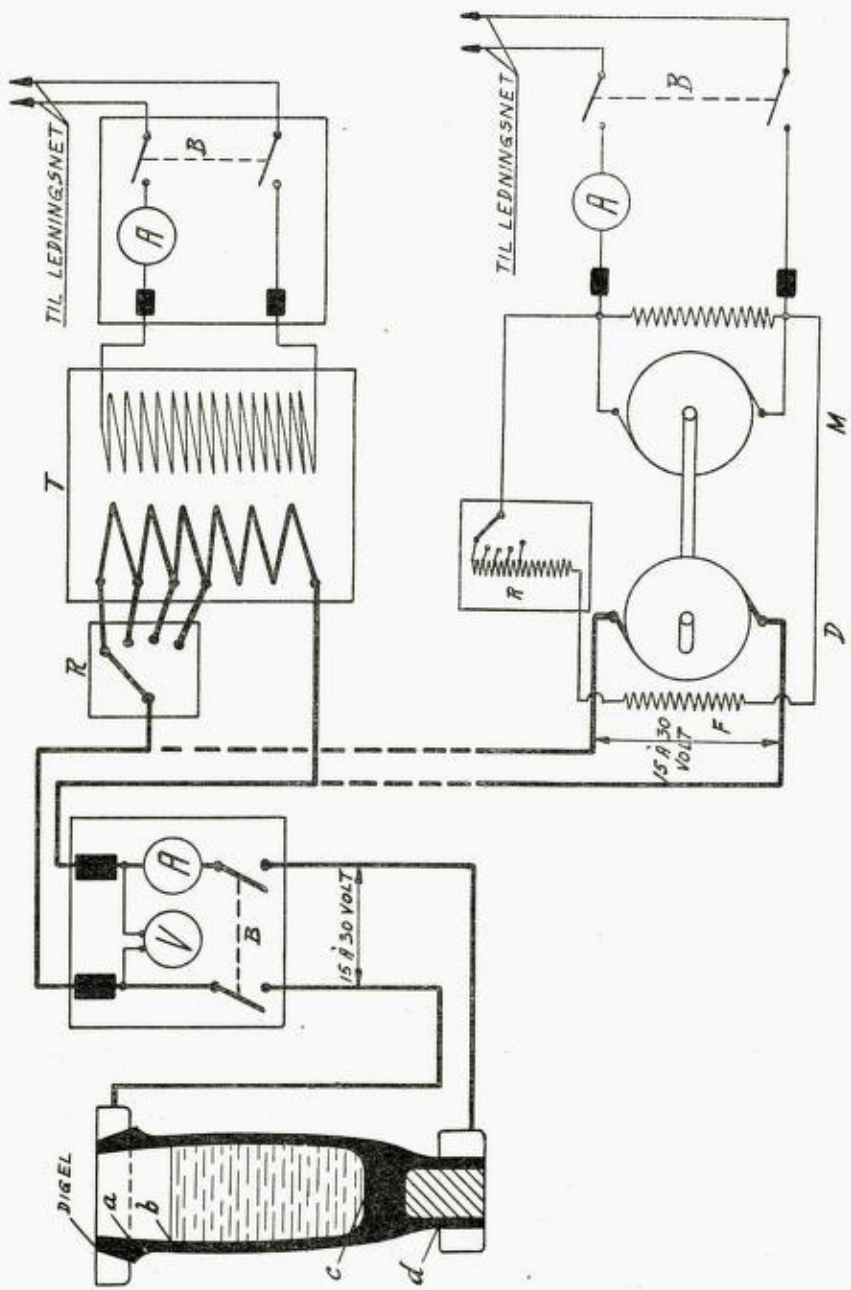 DIGEL
a
b
c
d
V
A
B
15 À 30 VOLT
R
T
TIL LEDNINGSNET
A
B
15 À 30
VOLT
F
D
R
M
TIL LEDNINGSNET
A
B